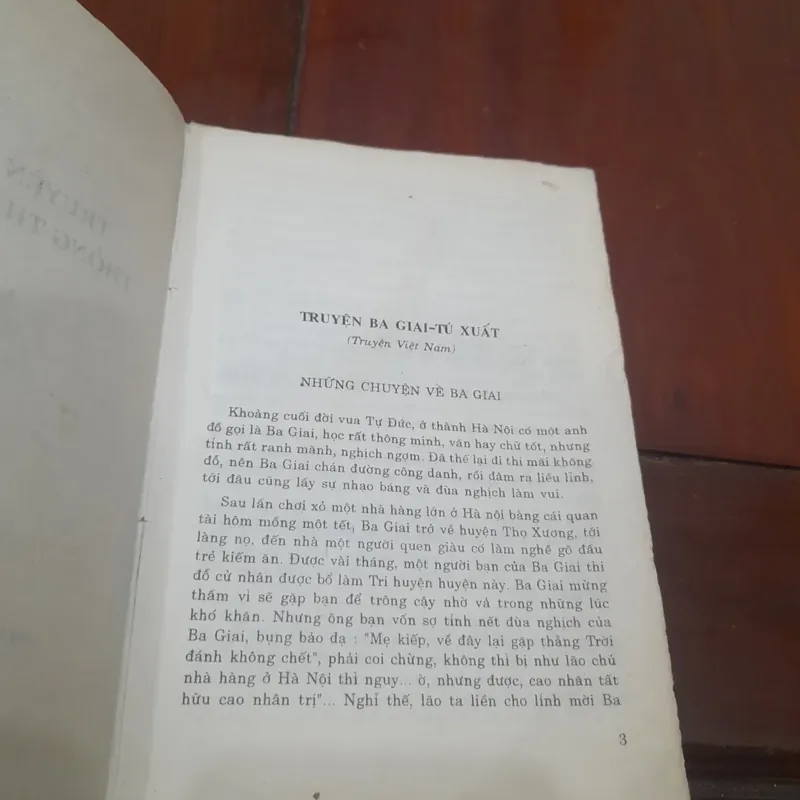 TRUYỆN BA GIAI-TÚ XUẤT
(Truyện Việt Nam)
NHỮNG CHUYỆN VỀ BA GIAI
Khoảng cuối đời vua Tự Đức, ở thành Hà Nội có một anh
đồ gọi là Ba Giai, học rất thông minh, văn hay chữ tốt, nhưng
tính rất ranh mãnh, nghịch ngợm. Đã thế lại đi thi mãi không
đỗ, nên Ba Giai chán đường công danh, rồi đâm ra liều lĩnh,
tới đâu cũng lấy sự nhạo báng và đùa nghịch làm vui.
Sau lần chơi xỏ một nhà hàng lớn ở Hà nội bằng cái quan
tài hôm mồng một tết, Ba Giai trở về huyện Thọ Xương, tới
làng nọ, đến nhà một người quen giàu có làm nghề gõ đầu
trẻ kiếm ăn. Được vài tháng, một người bạn của Ba Giai thi
đỗ cử nhân được bổ làm Tri huyện huyện này. Ba Giai mừng
thầm vì sẽ gặp bạn để trông cậy nhờ vả trong những lúc
khó khăn. Nhưng ông bạn vốn sợ tính nết đùa nghịch của
Ba Giai, bụng bảo dạ : "Mẹ kiếp, về đây lại gặp thằng Trời
đánh không chết", phải coi chừng, không thì bị như lão chủ
nhà hàng ở Hà Nội thì nguy... ờ, nhưng được, cao nhân tất
hữu cao nhân trị"... Nghĩ thế, lão ta liền cho lính mời Ba
3